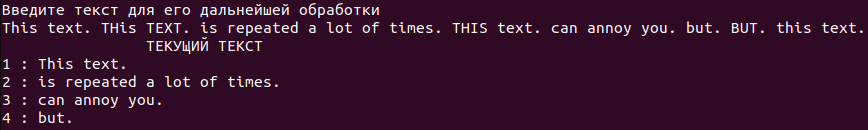 Введите текст для его дальнейшей обработки
This text. THis TEXT. is repeated a lot of times. THIS text. can annoy you. but. BUT. this text.
ТЕКУЩИЙ ТЕКСТ
1 : This text.
2 : is repeated a lot of times.
3 : can annoy you.
4 : but.